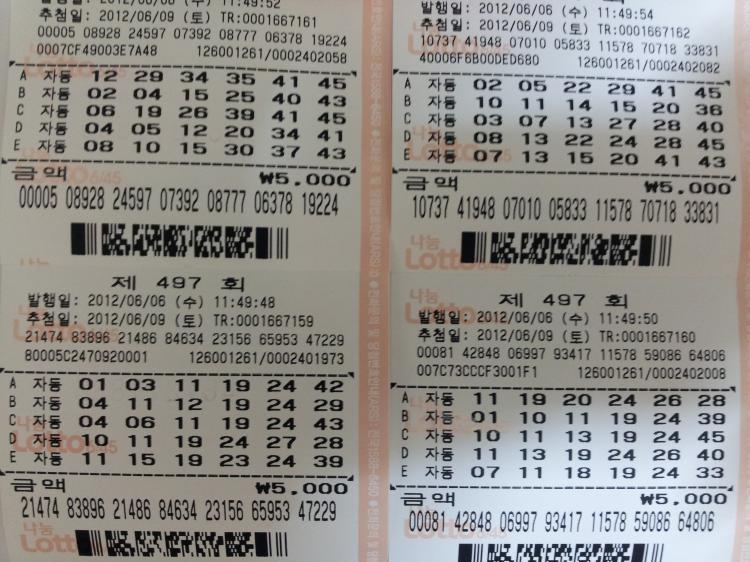 2012/06/06 (수) 11:49:52
추첨일: 2012/06/09 (토) TR:0001667161
00005 08928 24597 07392 08777 06378 19224
0007CF49003E7A48 126001261/0002402058
A 자동 12 29 34 35 41 45
B 자동 02 04 15 25 40 43
C 자동 06 19 26 39 41 45
D 자동 04 05 12 20 34 41
E 자동 08 10 15 30 37 43
금액 ₩5.000
00005 08928 24597 07392 08777 06378 19224
발행일: 2012/06/06 (수) 11:49:54
추첨일: 2012/06/09 (토) TR:0001667162
10737 41948 07010 05833 11578 70718 33831
40006F6B00DED680 126001261/0002402082
A 자동 02 05 22 29 41 45
B 자동 10 11 14 15 20 36
C 자동 03 07 13 27 28 40
D 자동 08 13 22 24 28 45
E 자동 07 13 15 20 41 43
금액 ₩5.000
10737 41948 07010 05833 11578 70718 33831
제 497 회
발행일: 2012/06/06 (수) 11:49:48
추첨일: 2012/06/09 (토) TR:0001667159
21474 83896 21486 84634 23156 65953 47229
80005C2470920001 126001261/0002401973
A 자동 01 03 11 19 24 42
B 자동 04 11 12 19 24 29
C 자동 04 06 11 19 24 43
D 자동 10 11 19 24 27 28
E 자동 11 15 19 23 24 39
금액 ₩5.000
21474 83896 21486 84634 23156 65953 47229
나눔
Lotto
나눔
Lotto 6/45
제 497 회
발행일: 2012/06/06 (수) 11:49:50
추첨일: 2012/06/09 (토) TR:0001667160
00081 42848 06997 93417 11578 59086 64806
007C73CCCF3001F1 126001261/0002402008
A 자동 11 19 20 24 26 28
B 자동 01 10 11 19 24 39
C 자동 10 11 13 19 24 45
D 자동 11 13 19 24 26 40
E 자동 07 11 18 19 24 33
금액 ₩5.000
00081 42848 06997 93417 11578 59086 64806